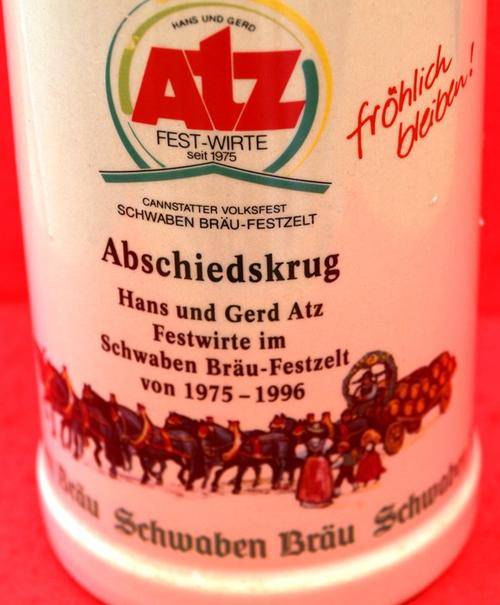 HANS UND GERD
Atz
FEST-WIRTE
seit 1975
CANNSTATTER VOLKSFEST
SCHWABEN BRÄU-FESTZELT
fröhlich
bleiben!
Abschiedskrug
Hans und Gerd Atz
Festwirte im
Schwaben Bräu-Festzelt
von 1975 – 1996
Bräu Schwaben Bräu Schwabe